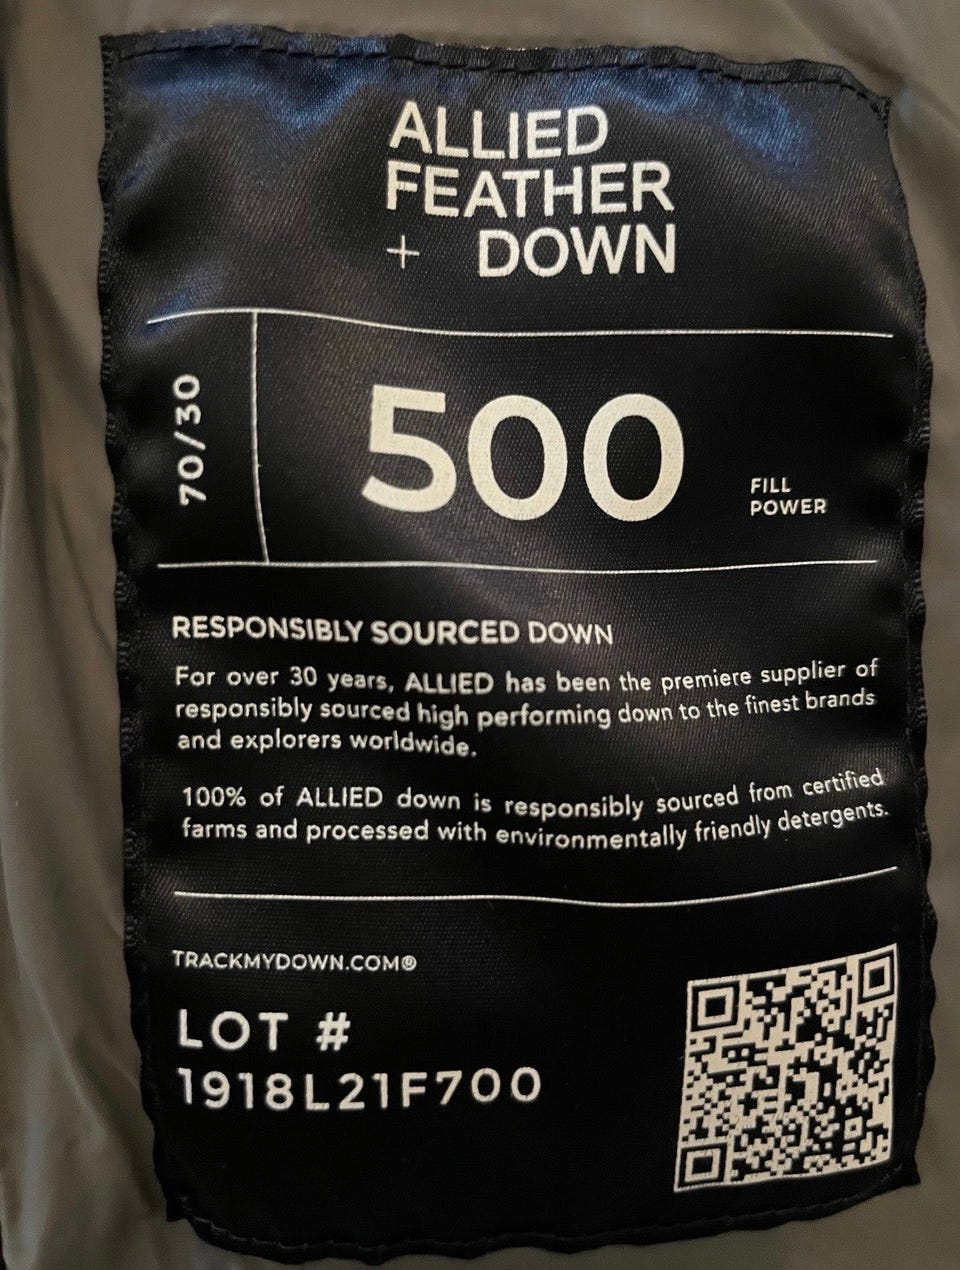 ALLIED
FEATHER
+ DOWN
70/30
500
FILL
POWER
RESPONSIBLY SOURCED DOWN
For over 30 years, ALLIED has been the premiere supplier of
responsibly sourced high performing down to the finest brands
and explorers worldwide.
100% of ALLIED down is responsibly sourced from certified
farms and processed with environmentally friendly detergents.
TRACKMYDOWN.COM®
LOT #
1918L21F700